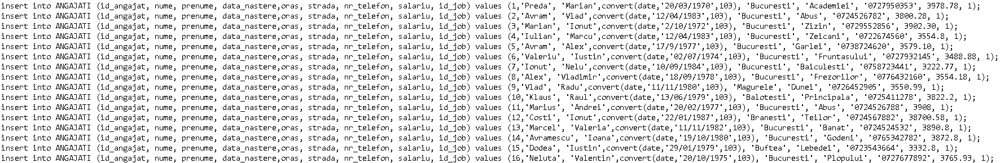 insert into ANGAJATI (id_angajat, nume, prenume, data_nastere,oras, strada, nr_telefon, salariu, id_job) values (1,'Preda', 'Marian',convert(date,'20/03/1970',103), 'Bucuresti', 'Academiei', '0727950353', 3978.78, 1);
insert into ANGAJATI (id_angajat, nume, prenume, data_nastere,oras, strada, nr_telefon, salariu, id_job) values (2,'Avram', 'Vlad',convert(date,'12/04/1983',103), 'Bucuresti', 'Abus', '0724526782', 3800.28, 1);
insert into ANGAJATI (id_angajat, nume, prenume, data_nastere,oras, strada, nr_telefon, salariu, id_job) values (3,'Marian', 'Ionut',convert(date,'2/10/1972',103), 'Bucuresti', 'Zizin', '0729552856', 3902.30, 1);
insert into ANGAJATI (id_angajat, nume, prenume, data_nastere,oras, strada, nr_telefon, salariu, id_job) values (4,'Iulian', 'Marcu',convert(date,'12/04/1983',103), 'Bucuresti', 'Zeicani', '0722674560', 3554.8, 1);
insert into ANGAJATI (id_angajat, nume, prenume, data_nastere,oras, strada, nr_telefon, salariu, id_job) values (5,'Avram', 'Alex',convert(date,'17/9/1977',103), 'Bucuresti', 'Garlei', '0738724620', 3579.10, 1);
insert into ANGAJATI (id_angajat, nume, prenume, data_nastere,oras, strada, nr_telefon, salariu, id_job) values (6,'Valeriu', 'Iustin',convert(date,'02/07/1974',103), 'Bucuresti', 'Fruntasului', '0727932145', 3488.88, 1);
insert into ANGAJATI (id_angajat, nume, prenume, data_nastere,oras, strada, nr_telefon, salariu, id_job) values (7,'Ionut', 'Nelu',convert(date,'10/09/1984',103), 'Bucuresti', 'Baiculesti', '0758723441', 3222.77, 1);
insert into ANGAJATI (id_angajat, nume, prenume, data_nastere,oras, strada, nr_telefon, salariu, id_job) values (8,'Alex', 'Vladimir',convert(date,'18/09/1978',103), 'Bucuresti', 'Frezorilor', '0776432160', 3554.18, 1);
insert into ANGAJATI (id_angajat, nume, prenume, data_nastere,oras, strada, nr_telefon, salariu, id_job) values (9,'Vlad', 'Radu',convert(date,'11/11/1980',103), 'Magurele', 'Dunei', '0726452905', 3550.99, 1);
insert into ANGAJATI (id_angajat, nume, prenume, data_nastere,oras, strada, nr_telefon, salariu, id_job) values (10,'Klaus', 'Raul',convert(date,'13/06/1979',103), 'Balotesti', 'Principala', '0725411278', 3822.2, 1);
insert into ANGAJATI (id_angajat, nume, prenume, data_nastere,oras, strada, nr_telefon, salariu, id_job) values (11,'Marius', 'Andrei',convert(date,'20/02/1977',103), 'Bucuresti', 'Abus', '0724526788', 3908, 1);
insert into ANGAJATI (id_angajat, nume, prenume, data_nastere,oras, strada, nr_telefon, salariu, id_job) values (12,'Costi', 'Ionut',convert(date,'22/01/1987',103), 'Branesti', 'Teilor', '0724567882', 38700.58, 1);
insert into ANGAJATI (id_angajat, nume, prenume, data_nastere,oras, strada, nr_telefon, salariu, id_job) values (13,'Marcel', 'Valeria',convert(date,'11/11/1982',103), 'Bucuresti', 'Banat', '0724524532', 3890.8, 1);
insert into ANGAJATI (id_angajat, nume, prenume, data_nastere,oras, strada, nr_telefon, salariu, id_job) values (14,'Avramescu', 'Ioana',convert(date,'19/10/1980',103), 'Bucuresti', 'Godeni', '0765342782', 3872.8, 1);
insert into ANGAJATI (id_angajat, nume, prenume, data_nastere,oras, strada, nr_telefon, salariu, id_job) values (15,'Dodea', 'Iustin',convert(date,'29/01/1979',103), 'Buftea', 'Lebedei', '0723543664', 3332.8, 1);
insert into ANGAJATI (id_angajat, nume, prenume, data_nastere,oras, strada, nr_telefon, salariu, id_job) values (16,'Neluta', 'Valentin',convert(date,'20/10/1975',103), 'Bucuresti', 'Plopului', '0727677892', 3765.93, 1);